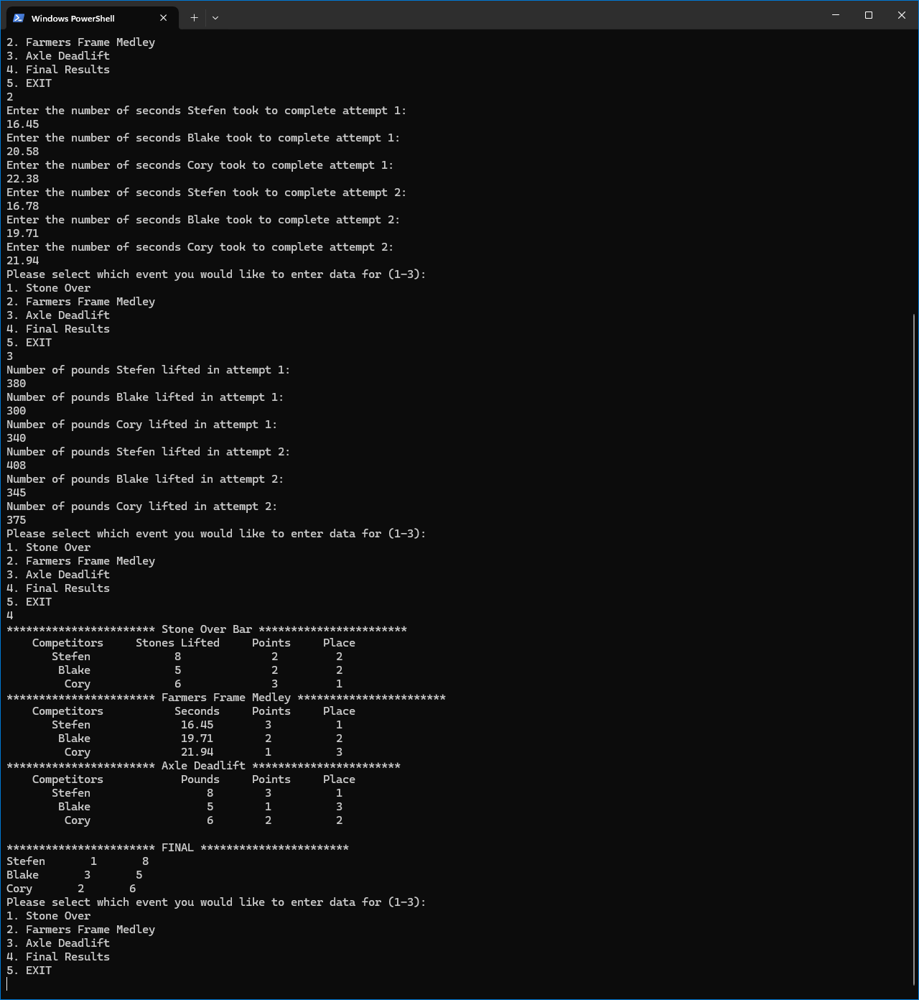 Windows PowerShell
2. Farmers Frame Medley
3. Axle Deadlift
4. Final Results
5. EXIT
2
Enter the number of seconds Stefen took to complete attempt 1:
16.45
Enter the number of seconds Blake took to complete attempt 1:
20.58
Enter the number of seconds Cory took to complete attempt 1:
22.38
Enter the number of seconds Stefen took to complete attempt 2:
16.78
Enter the number of seconds Blake took to complete attempt 2:
19.71
Enter the number of seconds Cory took to complete attempt 2:
21.94
Please select which event you would like to enter data for (1-3):
1. Stone Over
2. Farmers Frame Medley
3. Axle Deadlift
4. Final Results
5. EXIT
3
Number of pounds Stefen lifted in attempt 1:
380
Number of pounds Blake lifted in attempt 1:
300
Number of pounds Cory lifted in attempt 1:
340
Number of pounds Stefen lifted in attempt 2:
408
Number of pounds Blake lifted in attempt 2:
345
Number of pounds Cory lifted in attempt 2:
375
Please select which event you would like to enter data for (1-3):
1. Stone Over
2. Farmers Frame Medley
3. Axle Deadlift
4. Final Results
5. EXIT
4
*********************** Stone Over Bar ***********************
    Competitors     Stones Lifted     Points     Place
       Stefen             8              2         2
        Blake             5              2         2
         Cory             6              3         1
*********************** Farmers Frame Medley ***********************
    Competitors           Seconds     Points     Place
       Stefen              16.45        3          1
        Blake              19.71        2          2
         Cory              21.94        1          3
*********************** Axle Deadlift ***********************
    Competitors            Pounds     Points     Place
       Stefen                  8        3          1
        Blake                  5        1          3
         Cory                  6        2          2
*********************** FINAL ***********************
Stefen       1       8
Blake       3       5
Cory       2       6
Please select which event you would like to enter data for (1-3):
1. Stone Over
2. Farmers Frame Medley
3. Axle Deadlift
4. Final Results
5. EXIT